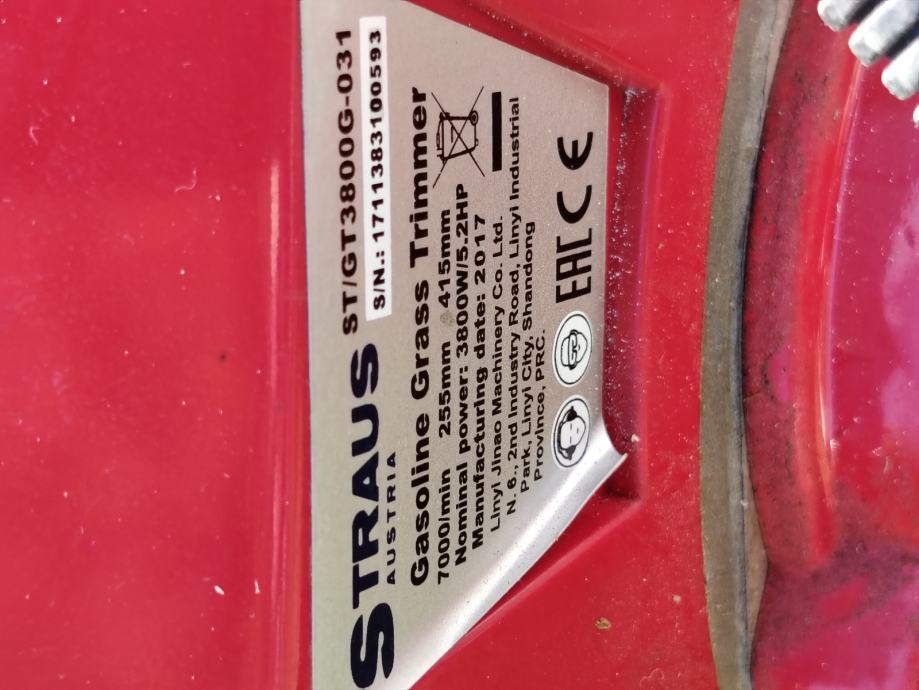 STRAUS
AUSTRIA
ST/GT3800G-031
S/N.: 1711383100593
Gasoline Grass Trimmer
7000/min 255mm 415mm
Nominal power: 3800W/5.2HP
Manufacturing date: 2017
Linyi Jinao Machinery Co. Ltd.
N. 6., 2nd Industry Road, Linyi Industrial
Park, Linyi City, Shandong
Province, PRC.
EAC CE